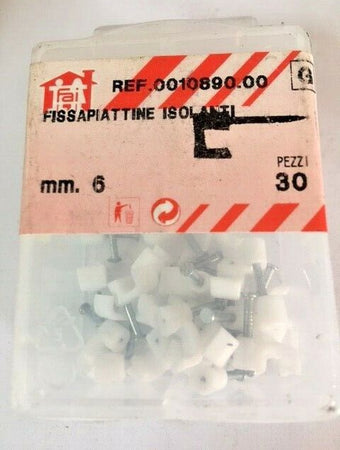 Fai
REF.0010890.00
G
FISSAPIATTINE ISOLANTI
PEZZI
mm. 6
30